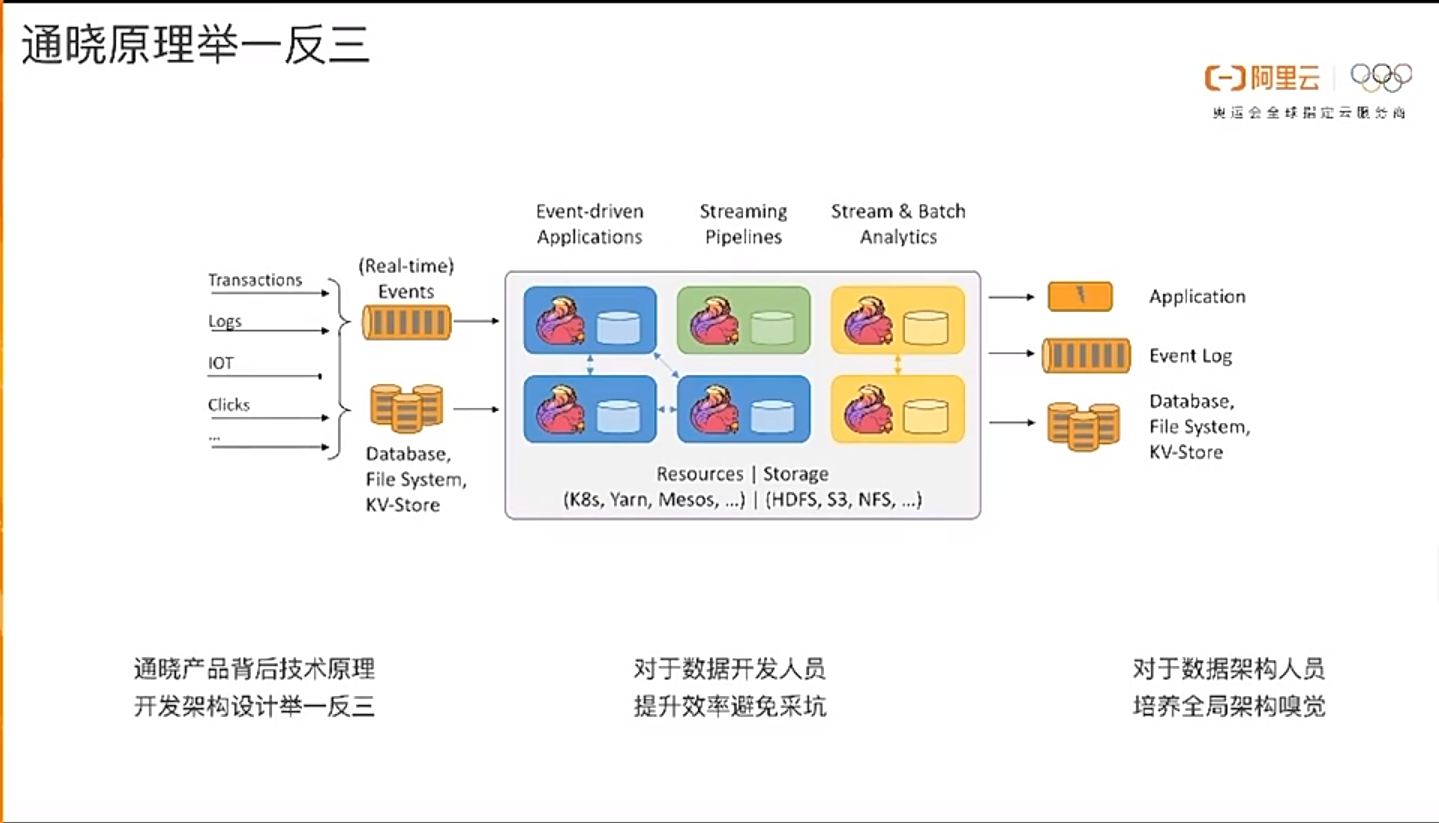 通晓原理举一反三
阿里云
奥运会全球指定云服务商
Event-driven
Applications
Streaming
Pipelines
Stream & Batch
Analytics
Transactions
Logs
IOT
Clicks
...
(Real-time)
Events
Database,
File System,
KV-Store
Resources | Storage
(K8s, Yarn, Mesos, ...) | (HDFS, S3, NFS, ...)
Application
Event Log
Database,
File System,
KV-Store
通晓产品背后技术原理
开发架构设计举一反三
对于数据开发人员
提升效率避免采坑
对于数据架构人员
培养全局架构嗅觉